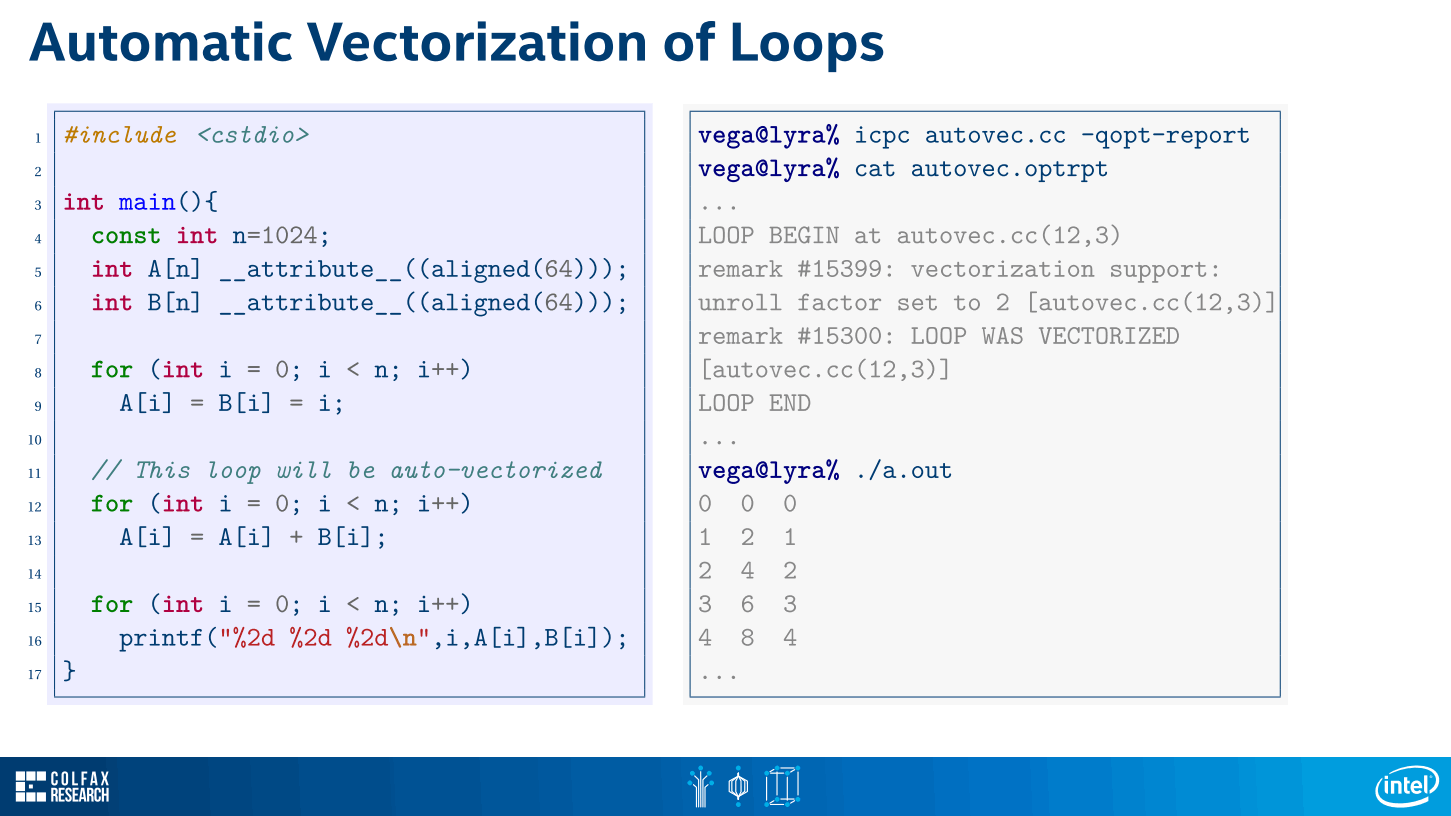 Automatic Vectorization of Loops
1 #include <cstdio>
2
3 int main(){
4   const int n=1024;
5   int A[n] __attribute__((aligned(64)));
6   int B[n] __attribute__((aligned(64)));
7
8   for (int i = 0; i < n; i++)
9     A[i] = B[i] = i;
10
11   // This loop will be auto-vectorized
12   for (int i = 0; i < n; i++)
13     A[i] = A[i] + B[i];
14
15   for (int i = 0; i < n; i++)
16     printf("%2d %2d %2d\n",i,A[i],B[i]);
17 }
vega@lyra% icpc autovec.cc -qopt-report
vega@lyra% cat autovec.optrpt
...
LOOP BEGIN at autovec.cc(12,3)
remark #15399: vectorization support:
unroll factor set to 2 [autovec.cc(12,3)]
remark #15300: LOOP WAS VECTORIZED
[autovec.cc(12,3)]
LOOP END
...
vega@lyra% ./a.out
0  0  0
1  2  1
2  4  2
3  6  3
4  8  4
...
COLFAX
RESEARCH
intel